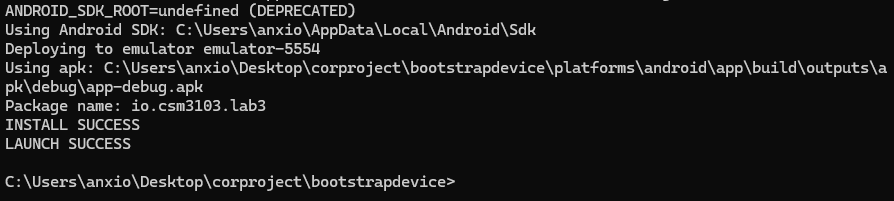 ANDROID_SDK_ROOT=undefined (DEPRECATED)
Using Android SDK: C:\Users\anxio\AppData\Local\Android\Sdk
Deploying to emulator emulator-5554
Using apk: C:\Users\anxio\Desktop\corproject\bootstrapdevice\platforms\android\app\build\outputs\a
pk\debug\app-debug.apk
Package name: io.csm3103.lab3
INSTALL SUCCESS
LAUNCH SUCCESS
C:\Users\anxio\Desktop\corproject\bootstrapdevice>